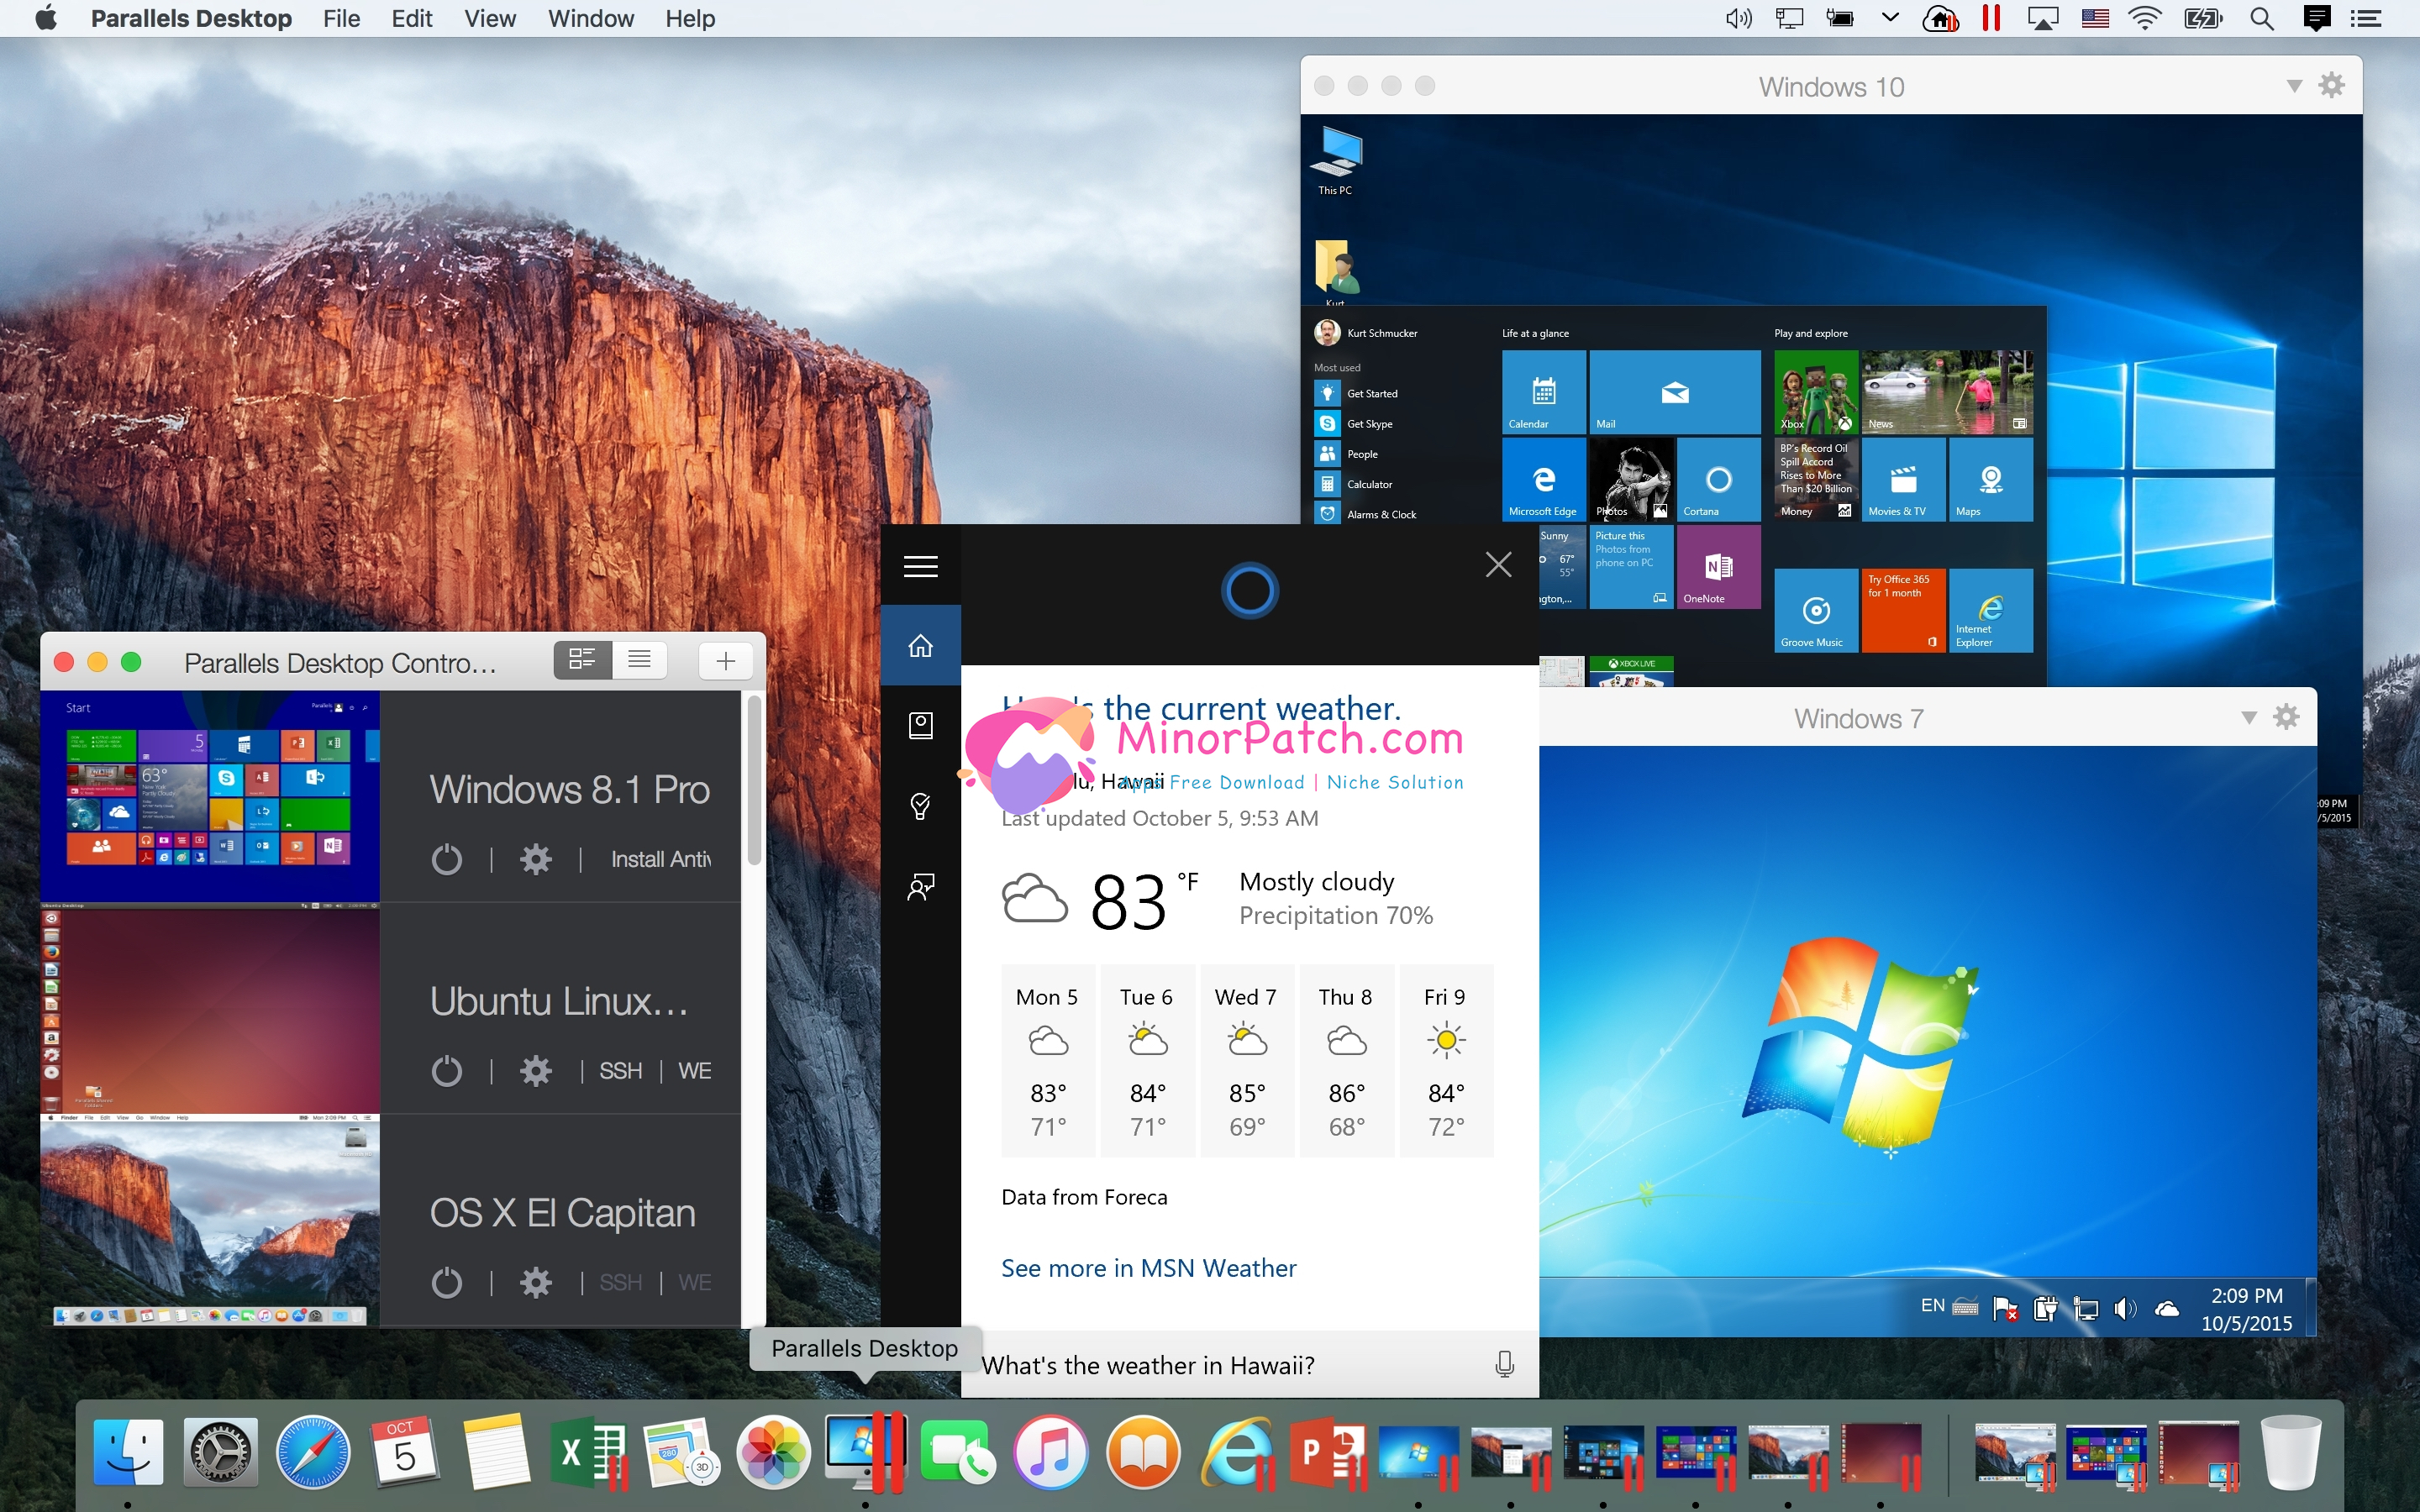 Parallels Desktop File Edit View Window Help
Windows 10
This PC
Kurt
Kurt Schmucker
Most used
Get Started
Get Skype
People
Calculator
Alarms & Clock
Life at a glance
Calendar
Mail
Microsoft Edge
Photos
Cortana
Sunny
67°
55°
Picture this
Photos from
phone on PC
OneNote
XBOX LIVE
Play and explore
Xbox
News
BP's Record Oil
Spill Accord
Rises to More
Than $20 Billion
Money
Movies & TV
Maps
Groove Music
Try Office 365
for 1 month
Internet
Explorer
:09 PM
/5/2015
Parallels Desktop Contro...
Start
Windows 8.1 Pro
Install Antiv
Ubuntu Linux...
SSH | WE
OS X El Capitan
SSH | WE
the current weather.
MinorPatch.com
Apps Free Download | Niche Solution
lu, Hawaii
Last updated October 5, 9:53 AM
83 °F
Mostly cloudy
Precipitation 70%
Mon 5 Tue 6 Wed 7 Thu 8 Fri 9
83° 84° 85° 86° 84°
71° 71° 69° 68° 72°
Data from Foreca
See more in MSN Weather
What's the weather in Hawaii?
Windows 7
EN
2:09 PM
10/5/2015
Parallels Desktop
OCT
5
280
3D